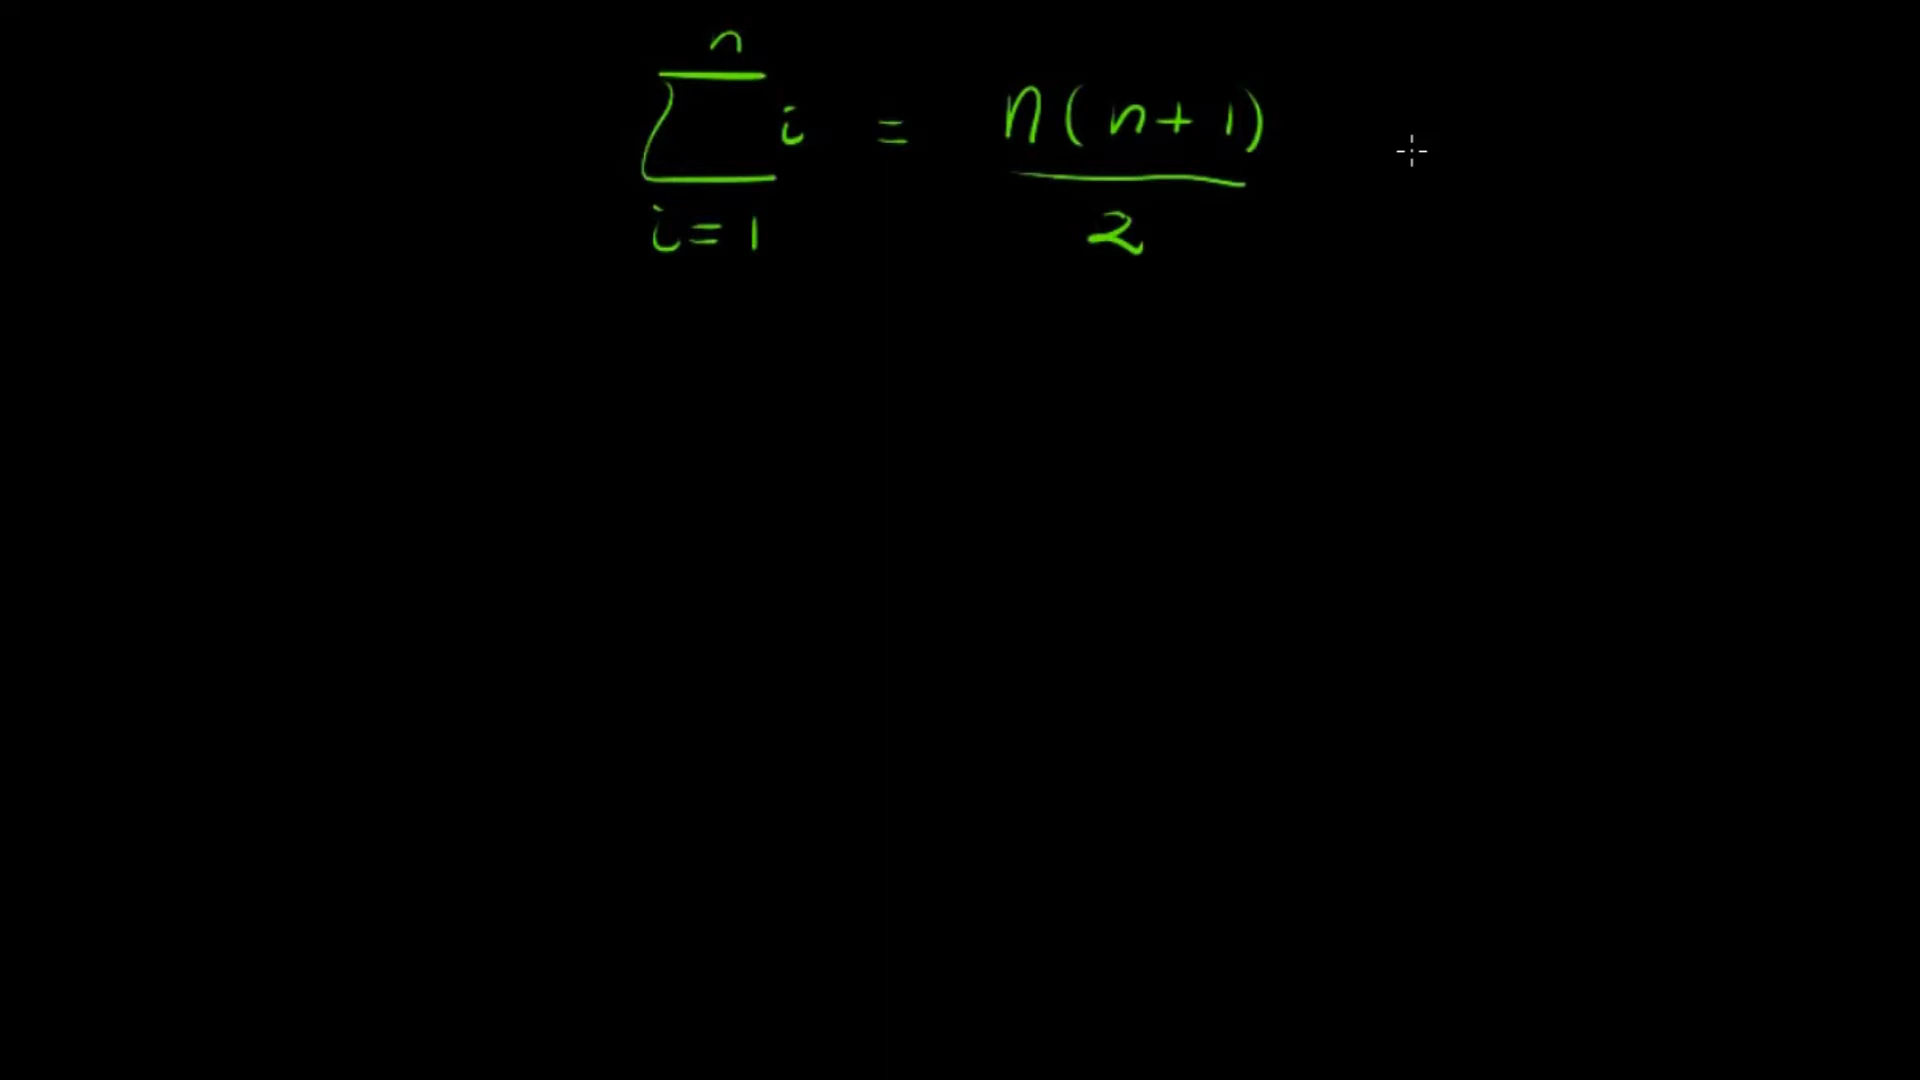 n
∑ i = n(n+1)
i=1 2